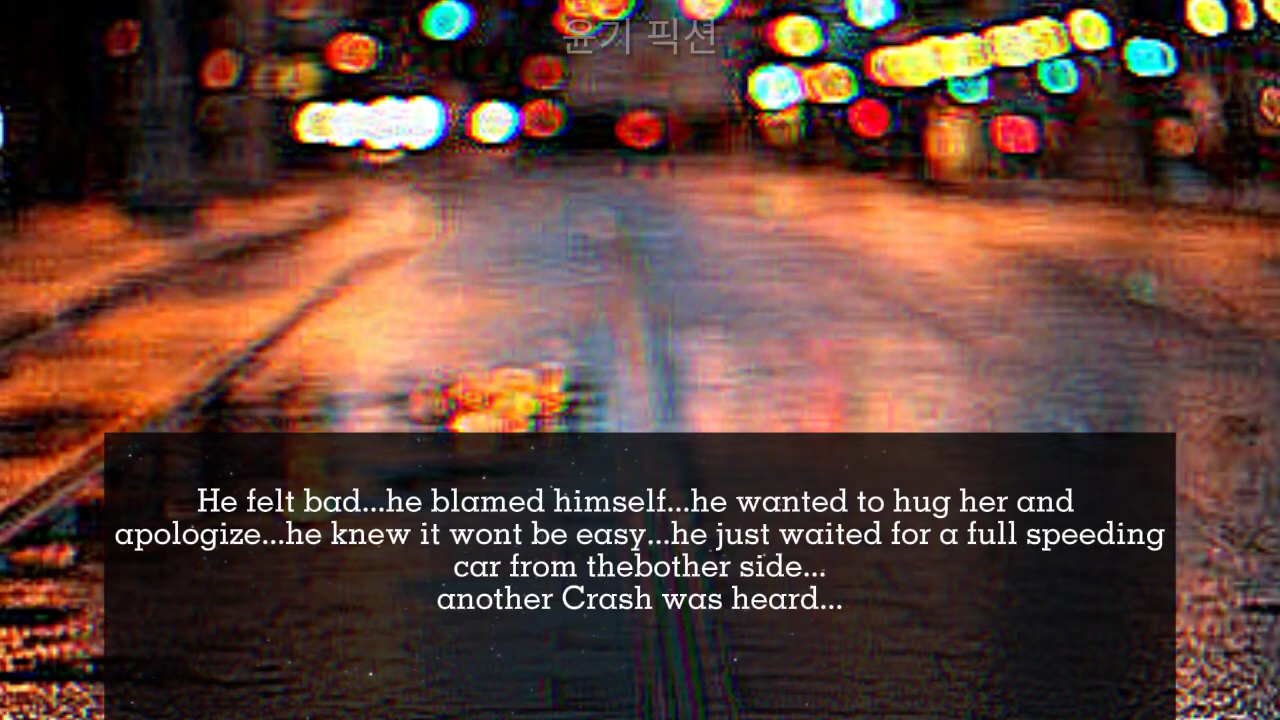 윤기 픽션
He felt bad...he blamed himself...he wanted to hug her and
apologize...he knew it wont be easy...he just waited for a full speeding
car from thebother side...
another Crash was heard...